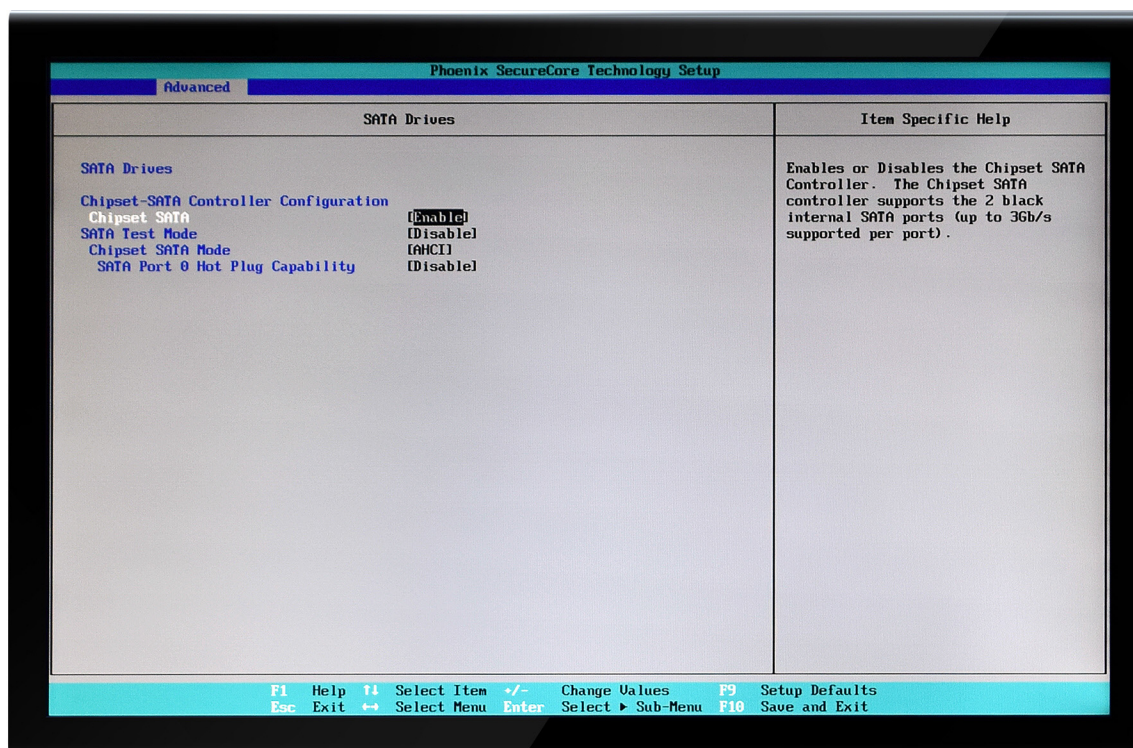 Phoenix SecureCore Technology Setup
Advanced
SATA Drives
Item Specific Help
SATA Drives
Chipset-SATA Controller Configuration
Chipset SATA [Enable]
SATA Test Mode [Disable]
Chipset SATA Mode [AHCI]
SATA Port 0 Hot Plug Capability [Disable]
Enables or Disables the Chipset SATA
Controller. The Chipset SATA
controller supports the 2 black
internal SATA ports (up to 3Gb/s
supported per port).
F1 Help ↑↓ Select Item +/- Change Values F9 Setup Defaults
Esc Exit ↔ Select Menu Enter Select ▶ Sub-Menu F10 Save and Exit